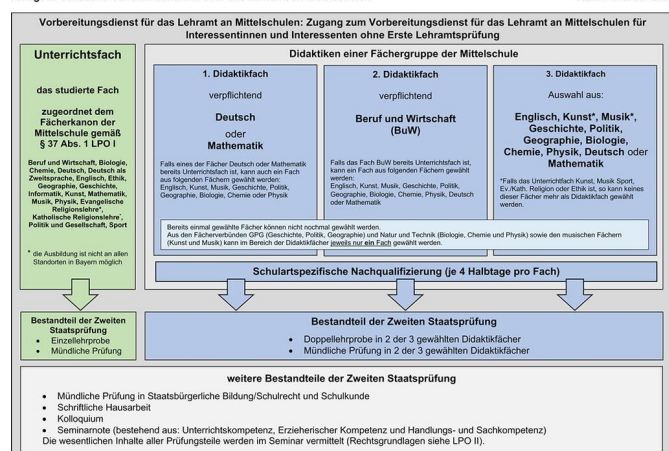 Vorbereitungsdienst für das Lehramt an Mittelschulen: Zugang zum Vorbereitungsdienst für das Lehramt an Mittelschulen für
Interessentinnen und Interessenten ohne Erste Lehramtsprüfung
Unterrichtsfach
das studierte Fach
zugeordnet dem
Fächerkanon der
Mittelschule gemäß
§ 37 Abs. 1 LPO I
Beruf und Wirtschaft, Biologie,
Chemie, Deutsch, Deutsch als
Zweitsprache, Englisch, Ethik,
Geographie, Geschichte,
Informatik, Kunst, Mathematik,
Musik, Physik, Evangelische
Religionslehre*,
Katholische Religionslehre*,
Politik und Gesellschaft, Sport
* die Ausbildung ist nicht an allen
Standorten in Bayern möglich
Didaktiken einer Fächergruppe der Mittelschule
1. Didaktikfach
verpflichtend
Deutsch
oder
Mathematik
Falls eines der Fächer Deutsch oder Mathematik
bereits Unterrichtsfach ist, kann auch ein Fach
aus folgenden Fächern gewählt werden:
Englisch, Kunst, Musik, Geschichte, Politik,
Geographie, Biologie, Chemie oder Physik
2. Didaktikfach
verpflichtend
Beruf und Wirtschaft
(BuW)
Falls das Fach BuW bereits Unterrichtsfach ist,
kann ein Fach aus folgenden Fächern gewählt
werden:
Englisch, Kunst, Musik, Geschichte, Politik,
Geographie, Biologie, Chemie, Physik, Deutsch
oder Mathematik
3. Didaktikfach
Auswahl aus:
Englisch, Kunst*, Musik*,
Geschichte, Politik,
Geographie, Biologie,
Chemie, Physik, Deutsch oder
Mathematik
*Falls das Unterrichtfach Kunst, Musik Sport,
Ev./Kath. Religion oder Ethik ist, so kann keines
dieser Fächer mehr als Didaktikfach gewählt
werden.
Bereits einmal gewählte Fächer können nicht nochmal gewählt werden.
Aus den Fächerverbünden GPG (Geschichte, Politik, Geographie) und Natur und Technik (Biologie, Chemie und Physik) sowie den musischen Fächern
(Kunst und Musik) kann im Bereich der Didaktikfächer jeweils nur ein Fach gewählt werden.
Schulartspezifische Nachqualifizierung (je 4 Halbtage pro Fach)
Bestandteil der Zweiten
Staatsprüfung
• Einzellehrprobe
• Mündliche Prüfung
Bestandteil der Zweiten Staatsprüfung
• Doppellehrprobe in 2 der 3 gewählten Didaktikfächer
• Mündliche Prüfung in 2 der 3 gewählten Didaktikfächer
weitere Bestandteile der Zweiten Staatsprüfung
• Mündliche Prüfung in Staatsbürgerliche Bildung/Schulrecht und Schulkunde
• Schriftliche Hausarbeit
• Kolloquium
• Seminarnote (bestehend aus: Unterrichtskompetenz, Erzieherischer Kompetenz und Handlungs- und Sachkompetenz)
Die wesentlichen Inhalte aller Prüfungsteile werden im Seminar vermittelt (Rechtsgrundlagen siehe LPO II).